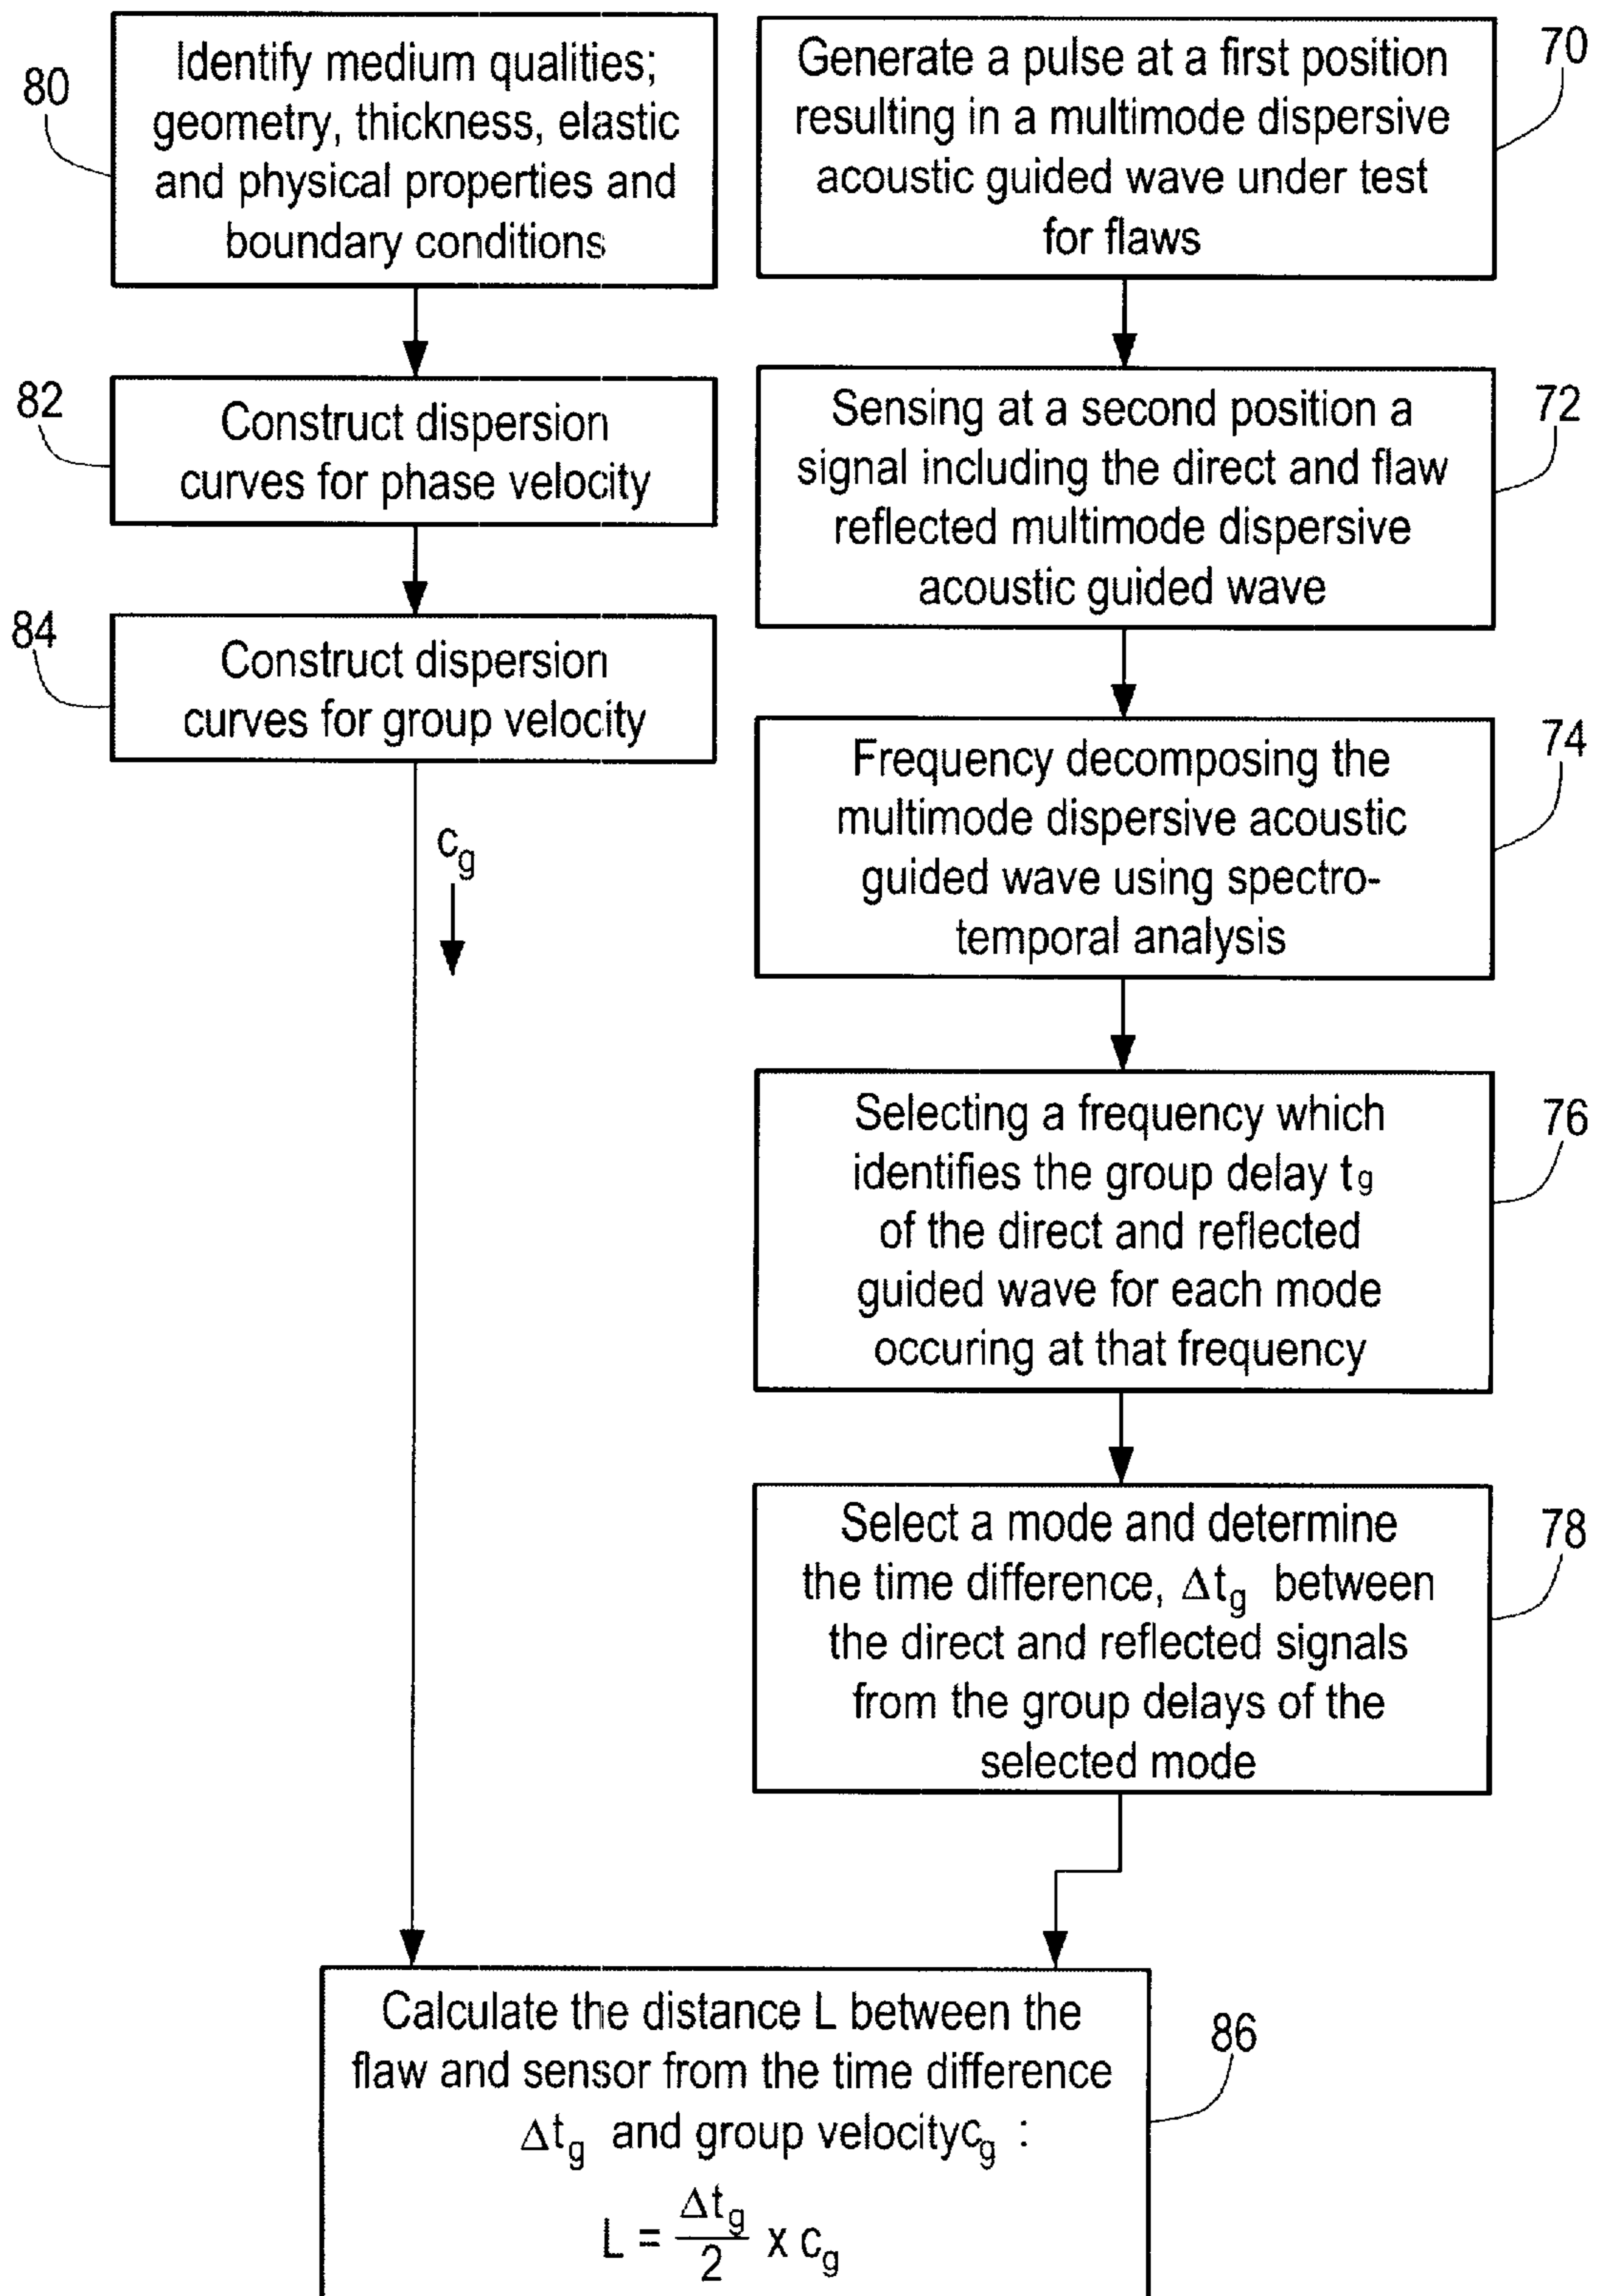 80
Identify medium qualities;
geometry, thickness, elastic
and physical properties and
boundary conditions
82
Construct dispersion
curves for phase velocity
84
Construct dispersion
curves for group velocity
cg
70
Generate a pulse at a first position
resulting in a multimode dispersive
acoustic guided wave under test
for flaws
72
Sensing at a second position a
signal including the direct and flaw
reflected multimode dispersive
acoustic guided wave
74
Frequency decomposing the
multimode dispersive acoustic
guided wave using spectro-
temporal analysis
76
Selecting a frequency which
identifies the group delay tg
of the direct and reflected
guided wave for each mode
occuring at that frequency
78
Select a mode and determine
the time difference, Δtg between
the direct and reflected signals
from the group delays of the
selected mode
86
Calculate the distance L between the
flaw and sensor from the time difference
Δtg and group velocitycg :
L = Δtg/2 x cg